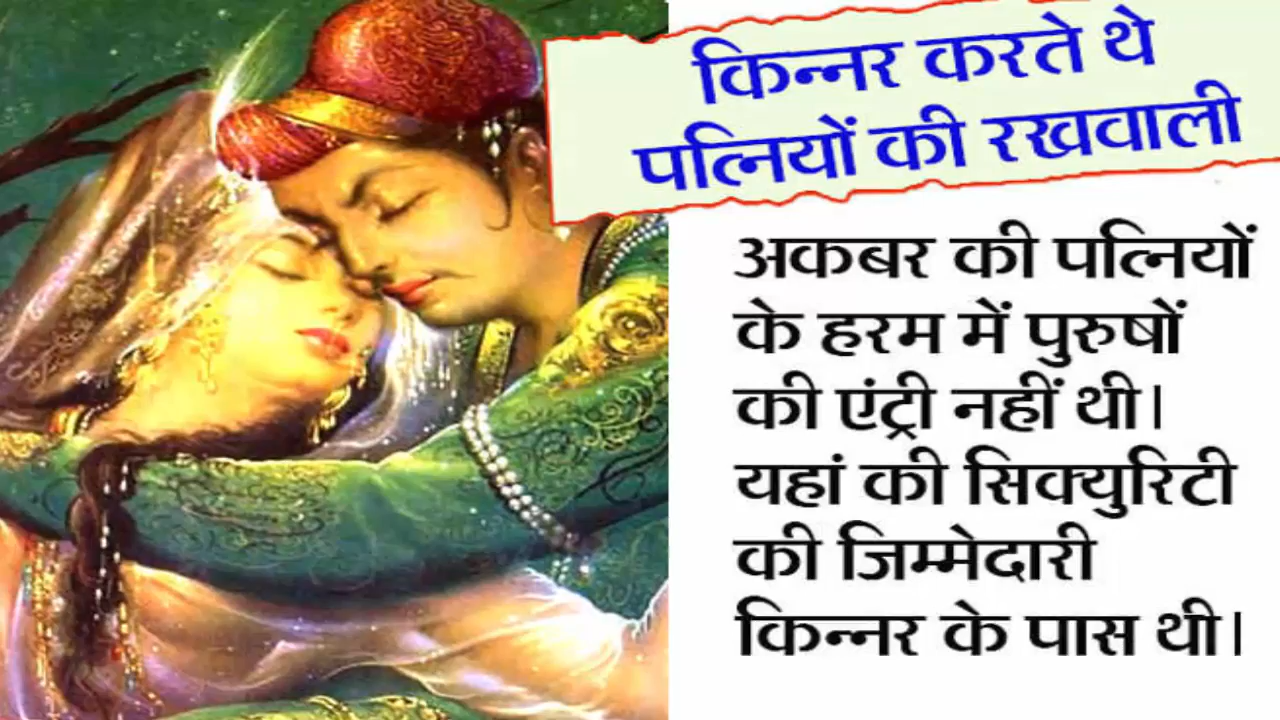 किन्नर करते थे
पत्नियों की रखवाली
अकबर की पत्नियों
के हरम में पुरुषों
की एंट्री नहीं थी।
यहां की सिक्युरिटी
की जिम्मेदारी
किन्नर के पास थी।